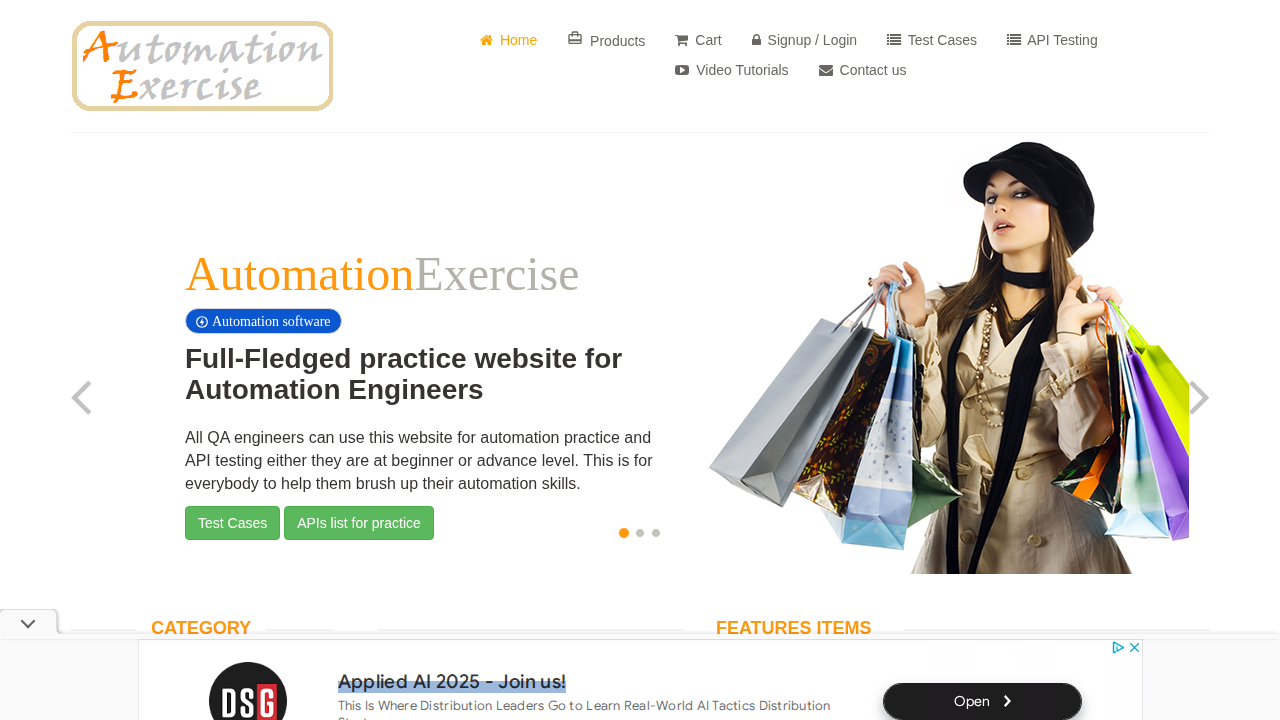 Automation
Exercise
Home
Products
Cart
Signup / Login
Test Cases
API Testing
Video Tutorials
Contact us
AutomationExercise
Automation software
Full-Fledged practice website for
Automation Engineers
All QA engineers can use this website for automation practice and
API testing either they are at beginner or advance level. This is for
everybody to help them brush up their automation skills.
Test Cases
APIs list for practice
CATEGORY
FEATURES ITEMS
DSG
Applied AI 2025 - Join us!
This Is Where Distribution Leaders Go to Learn Real-World AI Tactics Distribution
Open